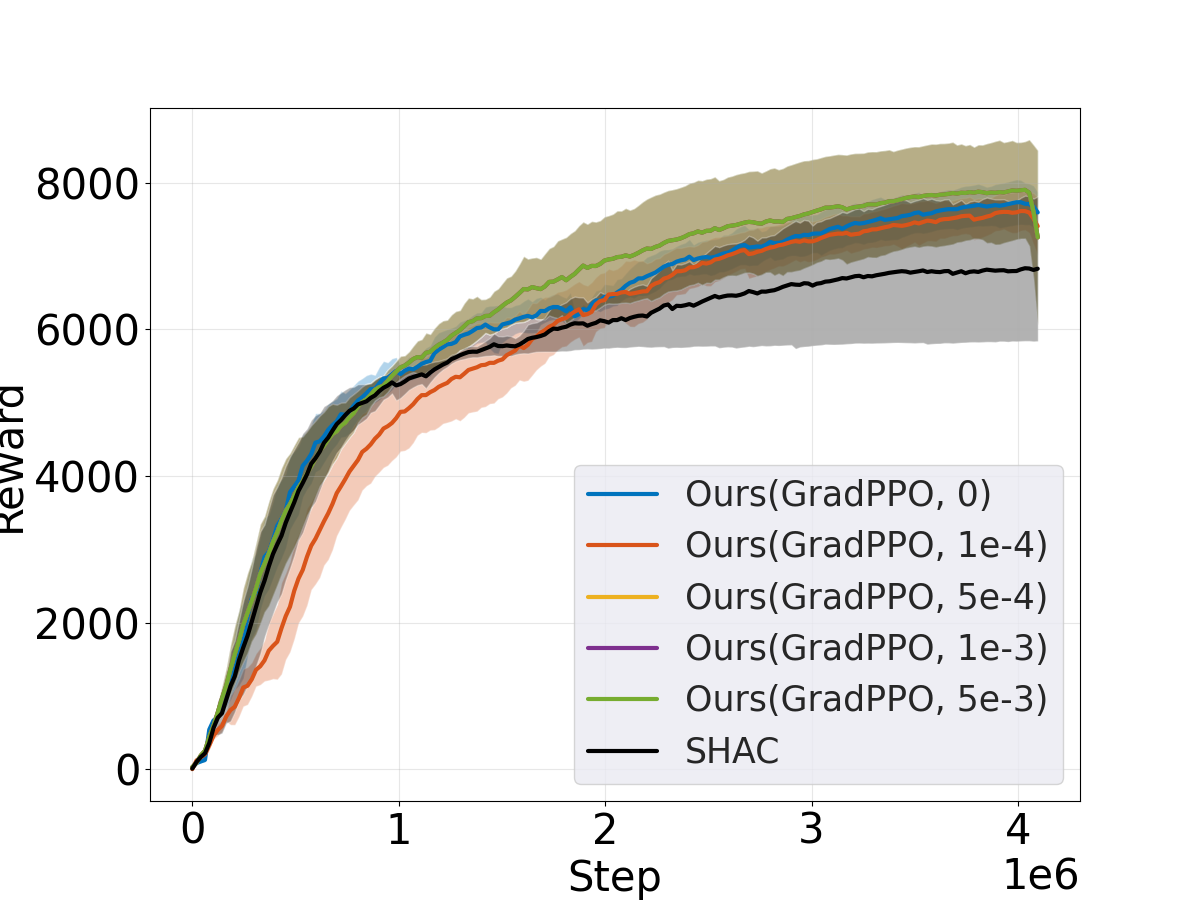 8000
6000
4000
2000
0
Reward
0 1 2 3 4
Step
1e6
Ours(GradPPO, 0)
Ours(GradPPO, 1e-4)
Ours(GradPPO, 5e-4)
Ours(GradPPO, 1e-3)
Ours(GradPPO, 5e-3)
SHAC